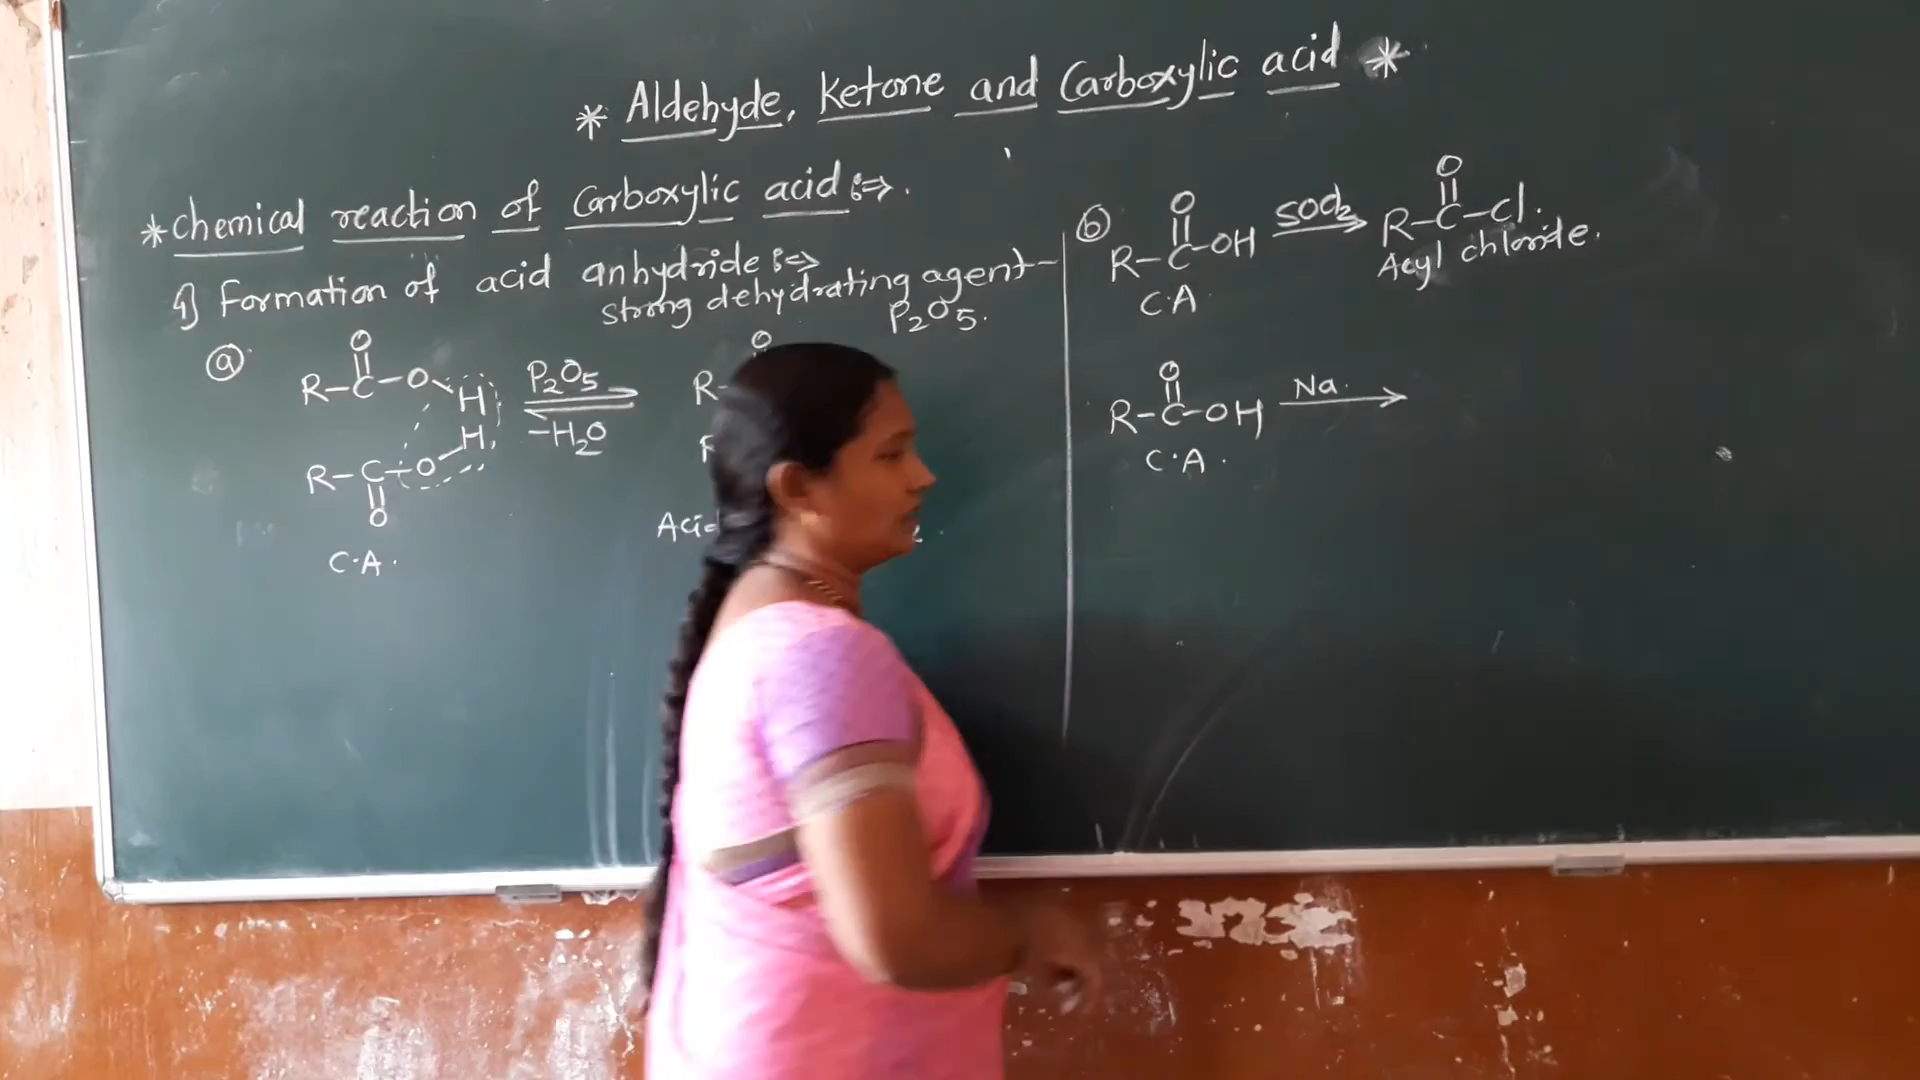 * Aldehyde, Ketone and Carboxylic acid *
* Chemical reaction of Carboxylic acid :⇒.
1) Formation of acid anhydride :⇒
strong dehydrating agent-
P2O5.
(a)
O
R-C-O-H
P2O5
-H2O
H
R-C-O
O
C.A.
O
R-
(b)
O
R-C-OH
C.A
SOCl2
O
R-C-Cl.
Acyl chloride.
O
R-C-OH
C.A.
Na.